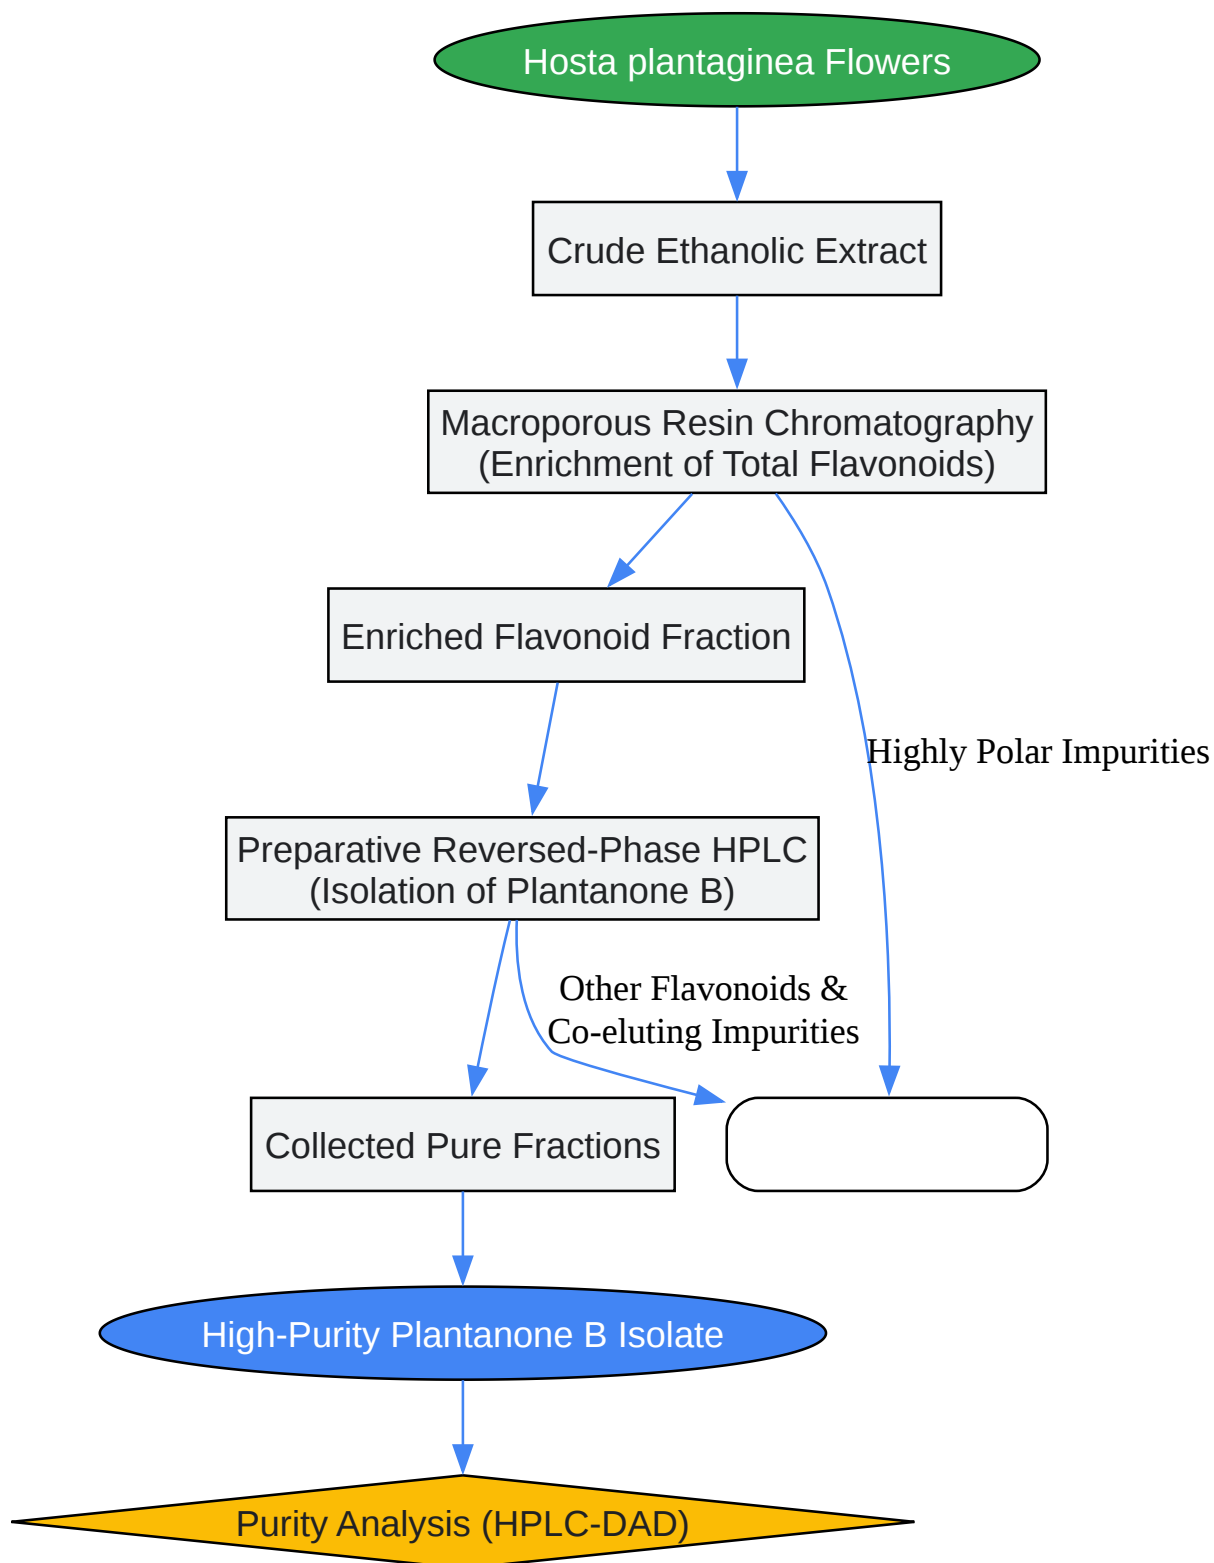 Hosta plantaginea Flowers
Crude Ethanolic Extract
Macroporous Resin Chromatography
(Enrichment of Total Flavonoids)
Enriched Flavonoid Fraction
Highly Polar Impurities
Preparative Reversed-Phase HPLC
(Isolation of Plantanone B)
Other Flavonoids &
Co-eluting Impurities
Collected Pure Fractions
High-Purity Plantanone B Isolate
Purity Analysis (HPLC-DAD)